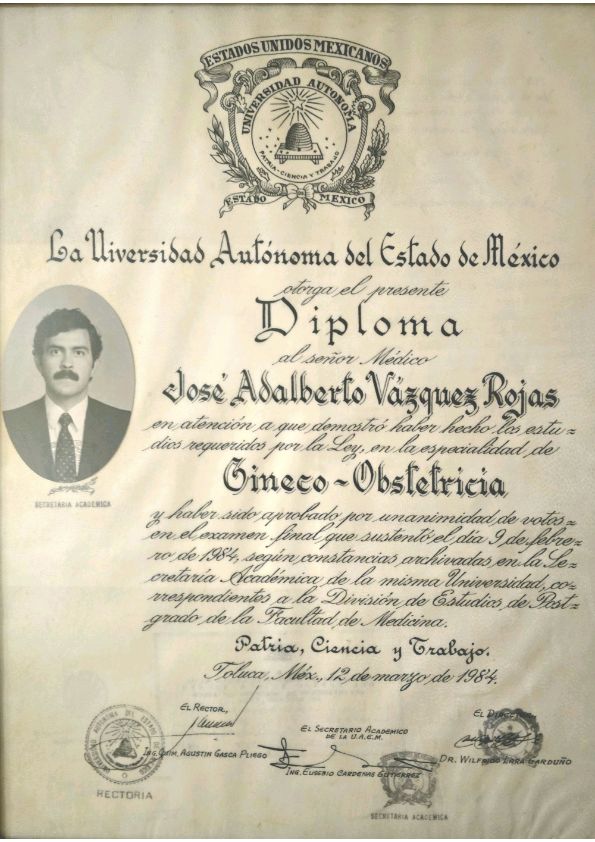 ESTADOS UNIDOS MEXICANOS
UNIVERSIDAD AUTONOMA
PATRIA - CIENCIA Y TRABAJO
ESTADO DE MEXICO
La Uiversidad Autónoma del Estado de México
otorga el presente
Diploma
al señor Médico
José Adalberto Vázquez Rojas
en atención a que demostró haber hecho los estu=
dios requeridos por la Ley, en la especialidad de
Gineco-Obstetricia
y haber sido aprobado por unanimidad de votos=
en el examen final que sustentó el día 9 de febre=
ro de 1984, según constancias archivadas en la Se=
cretaría Académica de la misma Universidad, co=
rrespondientes a la División de Estudios de Post=
grado de la Facultad de Medicina.
Patria, Ciencia y Trabajo.
Toluca, Méx., 12 de marzo de 1984.
SECRETARIA ACADEMICA
EL RECTOR,
ING. QUIM. AGUSTIN GASCA PLIEGO
RECTORIA
EL SECRETARIO ACADEMICO
DE LA U.A.E.M.
ING. EUGENIO CARDENAS GUTIERREZ
SECRETARIA ACADEMICA
EL DIRECTOR
DR. WILFRIDO LARA GARDUÑO